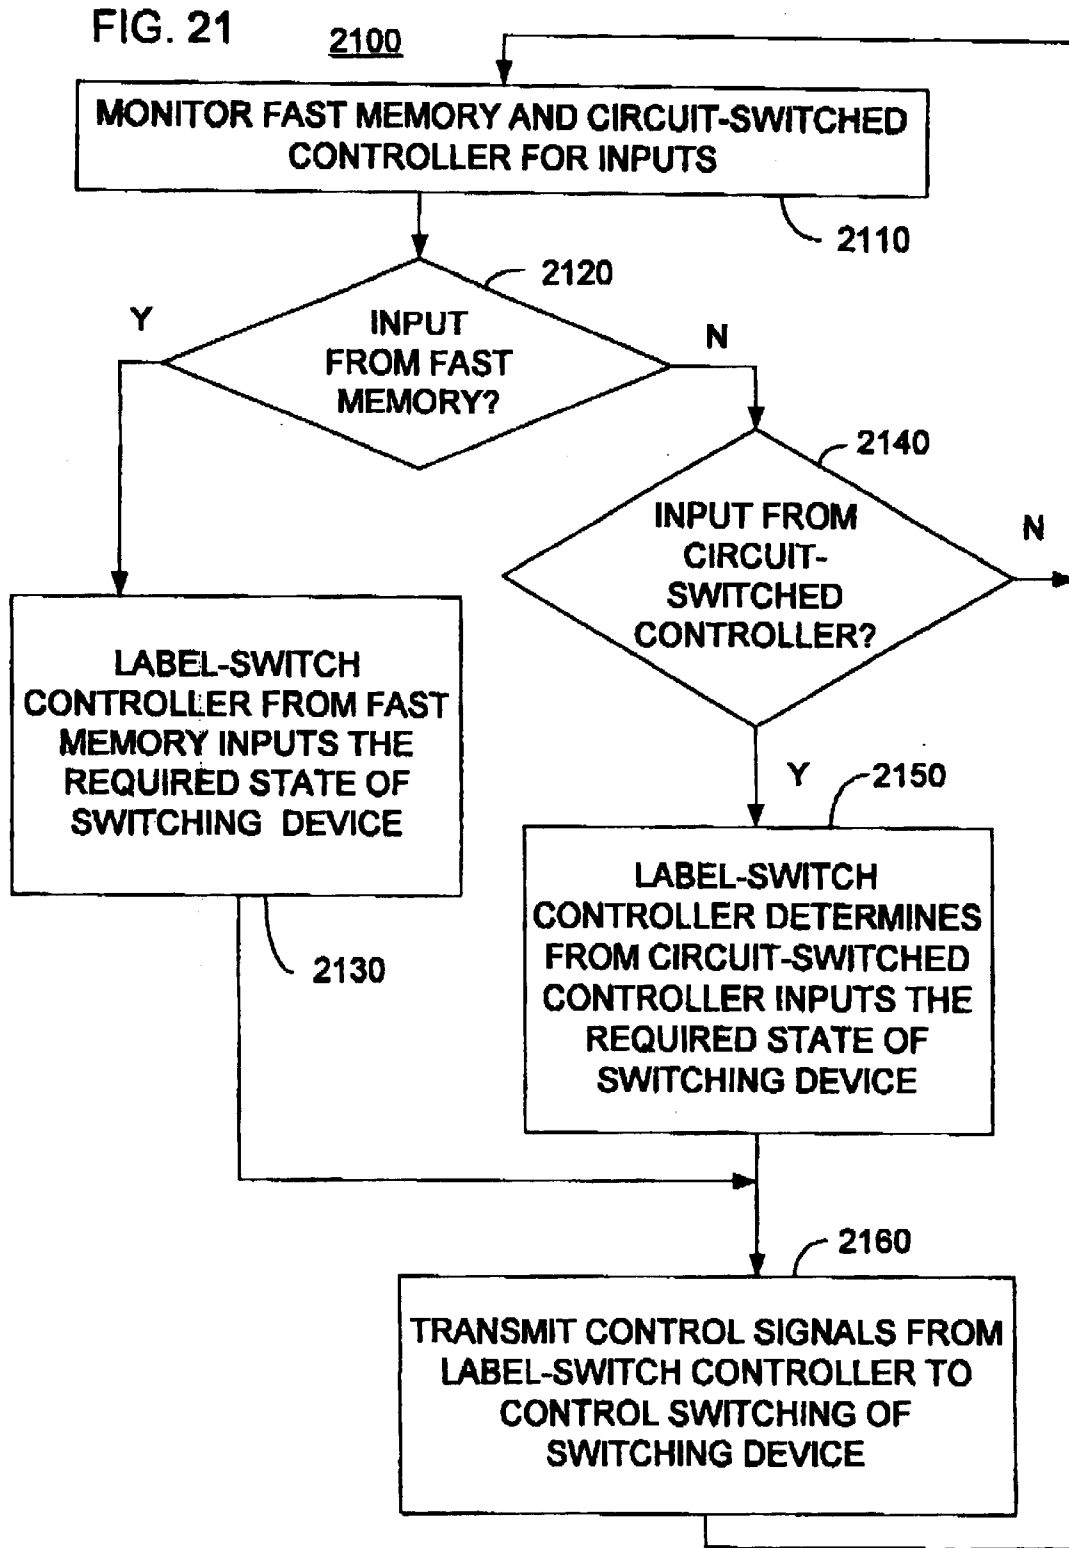 FIG. 21
2100
MONITOR FAST MEMORY AND CIRCUIT-SWITCHED
CONTROLLER FOR INPUTS
2110
2120
Y
INPUT
FROM FAST
MEMORY?
N
2140
INPUT FROM
CIRCUIT-
SWITCHED
CONTROLLER?
N
LABEL-SWITCH
CONTROLLER FROM FAST
MEMORY INPUTS THE
REQUIRED STATE OF
SWITCHING DEVICE
2130
Y
2150
LABEL-SWITCH
CONTROLLER DETERMINES
FROM CIRCUIT-SWITCHED
CONTROLLER INPUTS THE
REQUIRED STATE OF
SWITCHING DEVICE
2160
TRANSMIT CONTROL SIGNALS FROM
LABEL-SWITCH CONTROLLER TO
CONTROL SWITCHING OF
SWITCHING DEVICE